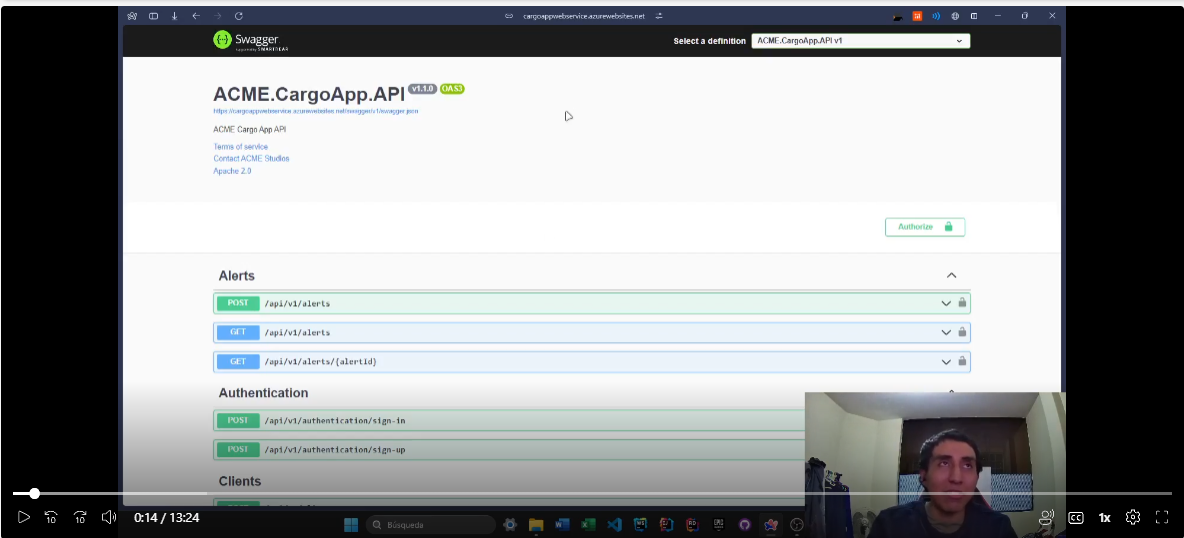 cargoappwebservice.azurewebsites.net
Swagger
Supported by SMARTBEAR
Select a definition
ACME.CargoApp.API v1
ACME.CargoApp.API v1.1.0 OAS3
https://cargoappwebservice.azurewebsites.net/swagger/v1/swagger.json
ACME Cargo App API
Terms of service
Contact ACME Studios
Apache 2.0
Authorize
Alerts
POST /api/v1/alerts
GET /api/v1/alerts
GET /api/v1/alerts/{alertId}
Authentication
POST /api/v1/authentication/sign-in
POST /api/v1/authentication/sign-up
Clients
10 10 0:14 / 13:24
Búsqueda
CC 1x